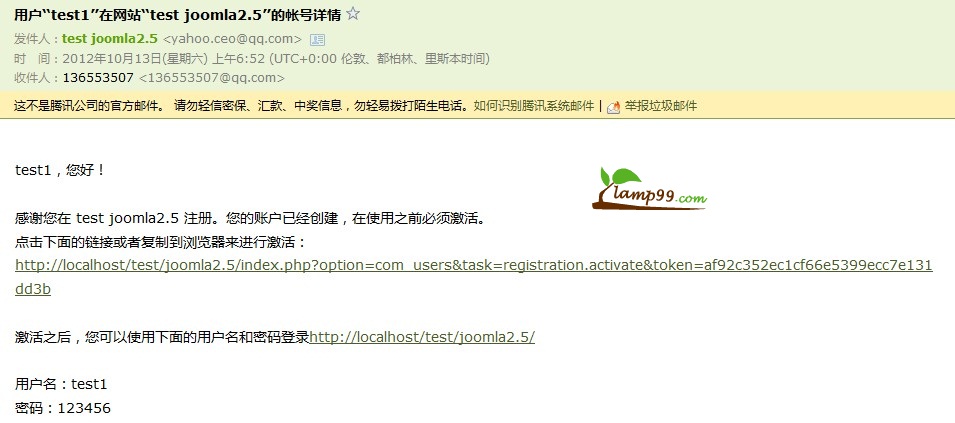 用户“test1”在网站“test joomla2.5”的帐号详情
发件人：test joomla2.5 <yahoo.ceo@qq.com>
时　间：2012年10月13日(星期六) 上午6:52 (UTC+0:00 伦敦、都柏林、里斯本时间)
收件人：136553507 <136553507@qq.com>
这不是腾讯公司的官方邮件。 请勿轻信密保、汇款、中奖信息，勿轻易拨打陌生电话。如何识别腾讯系统邮件 | 举报垃圾邮件
test1，您好！
lamp99.com
感谢您在 test joomla2.5 注册。您的账户已经创建，在使用之前必须激活。
点击下面的链接或者复制到浏览器来进行激活：
http://localhost/test/joomla2.5/index.php?option=com_users&task=registration.activate&token=af92c352ec1cf66e5399ecc7e131
dd3b
激活之后，您可以使用下面的用户名和密码登录http://localhost/test/joomla2.5/
用户名：test1
密码：123456